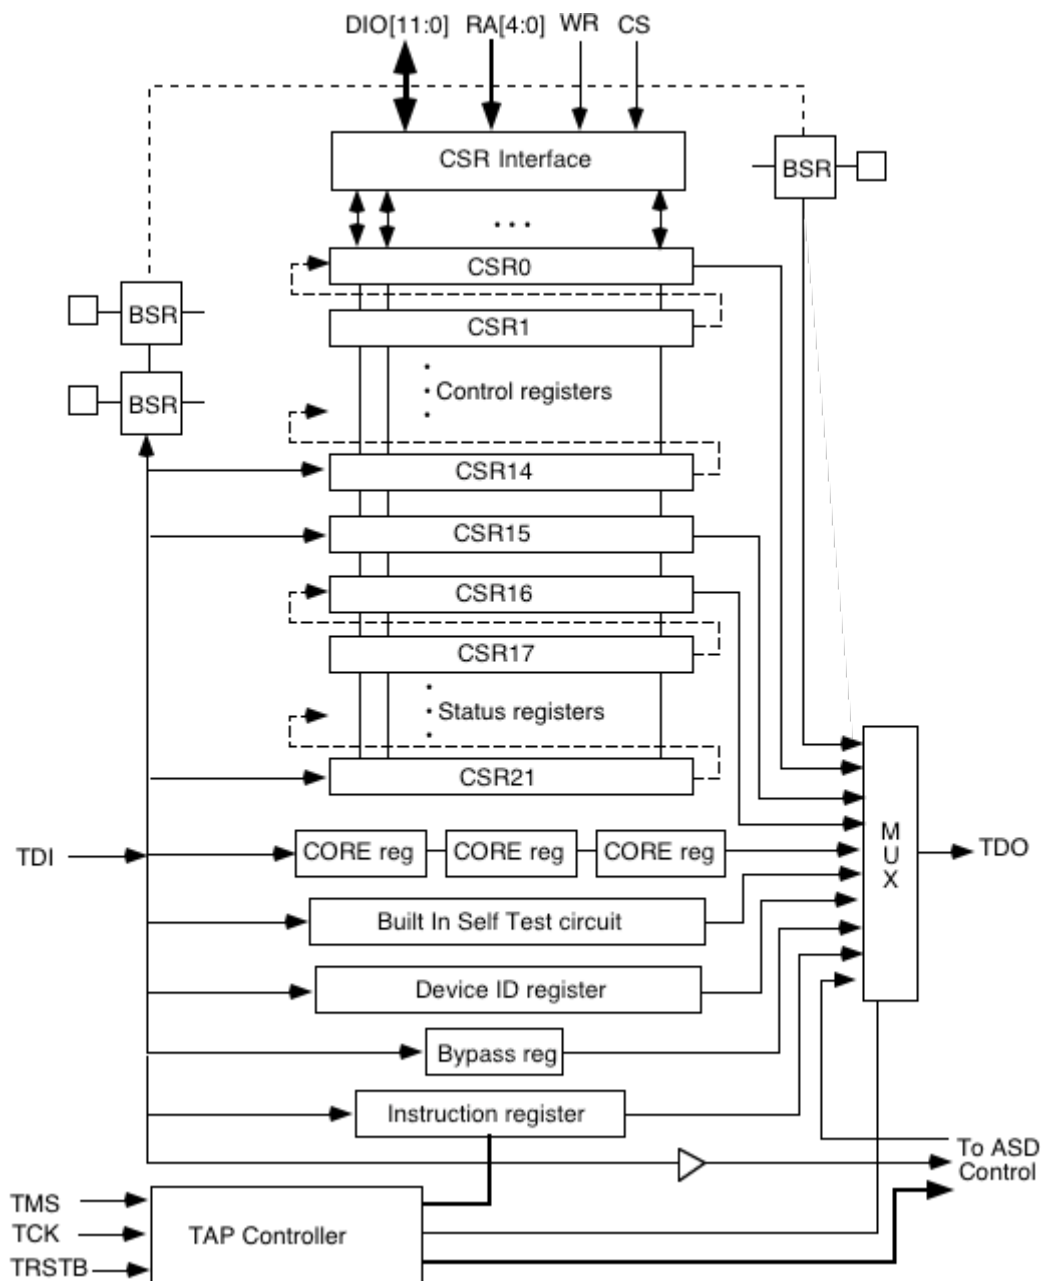 DIO[11:0] RA[4:0] WR CS
CSR Interface
BSR
. . .
CSR0
BSR
CSR1
Control registers
BSR
CSR14
CSR15
CSR16
CSR17
Status registers
CSR21
TDI
CORE reg CORE reg CORE reg
MUX
TDO
Built In Self Test circuit
Device ID register
Bypass reg
Instruction register
To ASD
Control
TMS
TCK
TRSTB
TAP Controller